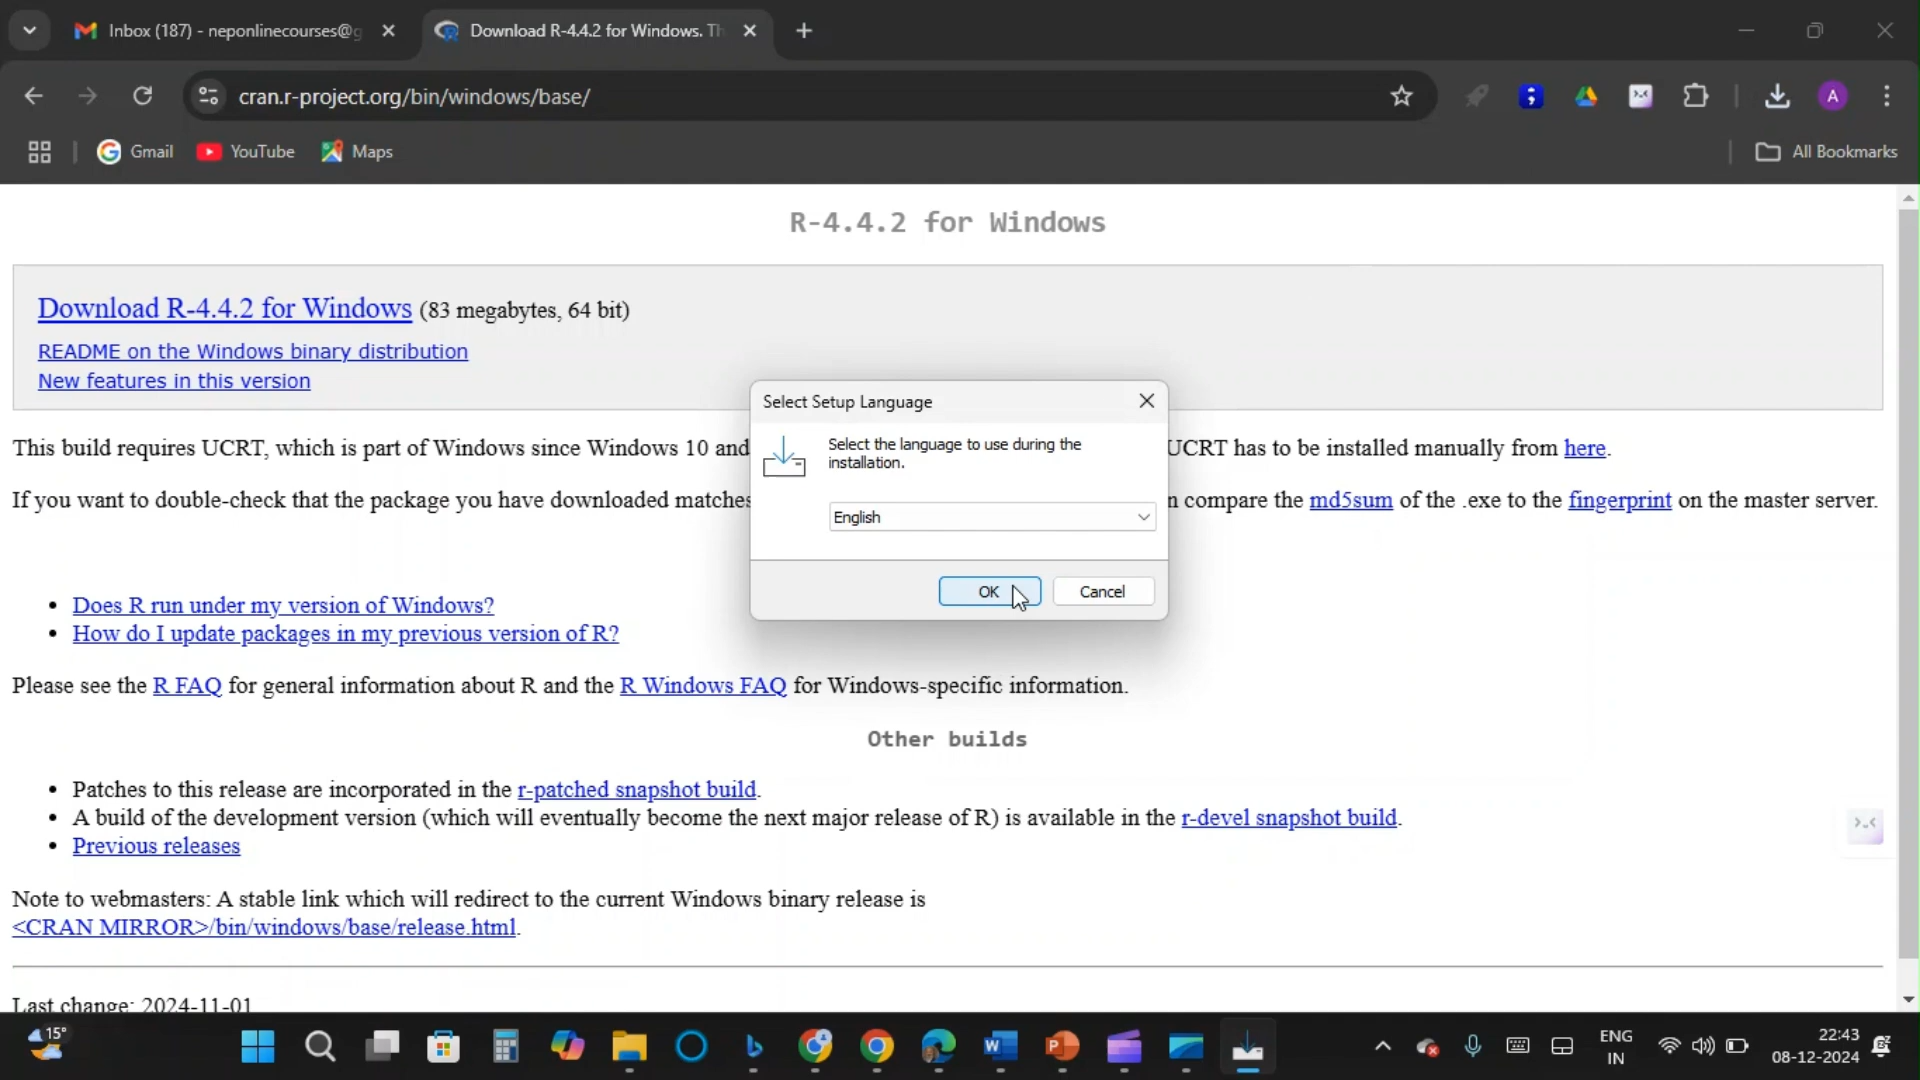 Inbox (187) - neponlinecourses@g
Download R-4.4.2 for Windows. Th
cran.r-project.org/bin/windows/base/
A
Gmail
YouTube
Maps
All Bookmarks
R-4.4.2 for Windows
Download R-4.4.2 for Windows (83 megabytes, 64 bit)
README on the Windows binary distribution
New features in this version
This build requires UCRT, which is part of Windows since Windows 10 and UCRT has to be installed manually from here.
If you want to double-check that the package you have downloaded matches compare the md5sum of the .exe to the fingerprint on the master server.
Select Setup Language
Select the language to use during the
installation.
English
OK
Cancel
• Does R run under my version of Windows?
• How do I update packages in my previous version of R?
Please see the R FAQ for general information about R and the R Windows FAQ for Windows-specific information.
Other builds
• Patches to this release are incorporated in the r-patched snapshot build.
• A build of the development version (which will eventually become the next major release of R) is available in the r-devel snapshot build.
• Previous releases
Note to webmasters: A stable link which will redirect to the current Windows binary release is
<CRAN MIRROR>/bin/windows/base/release.html.
Last change: 2024-11-01
15°
ENG
IN
22:43
08-12-2024